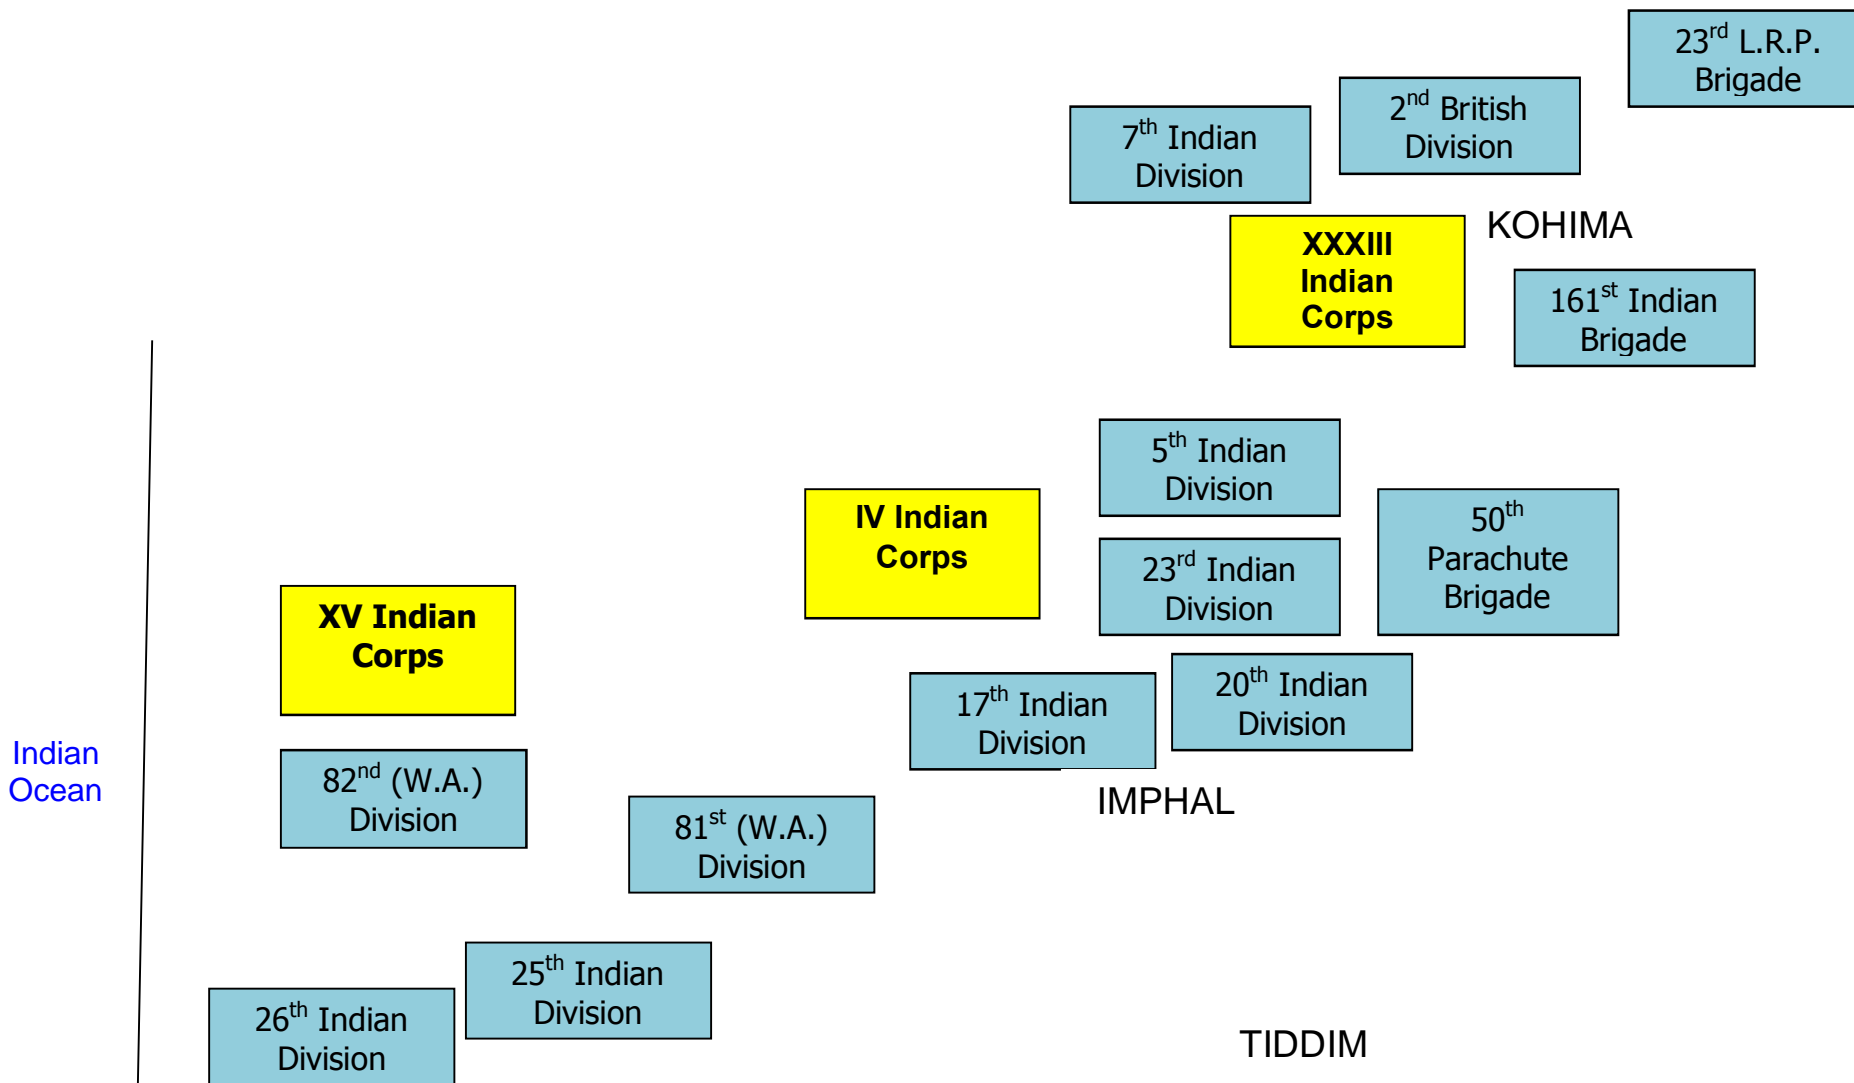 23rd L.R.P.
Brigade
2nd British
Division
7th Indian
Division
KOHIMA
XXXIII
Indian
Corps
161st Indian
Brigade
5th Indian
Division
IV Indian
Corps
50th
Parachute
Brigade
23rd Indian
Division
XV Indian
Corps
20th Indian
Division
17th Indian
Division
Indian
Ocean
82nd (W.A.)
Division
IMPHAL
81st (W.A.)
Division
25th Indian
Division
26th Indian
Division
TIDDIM